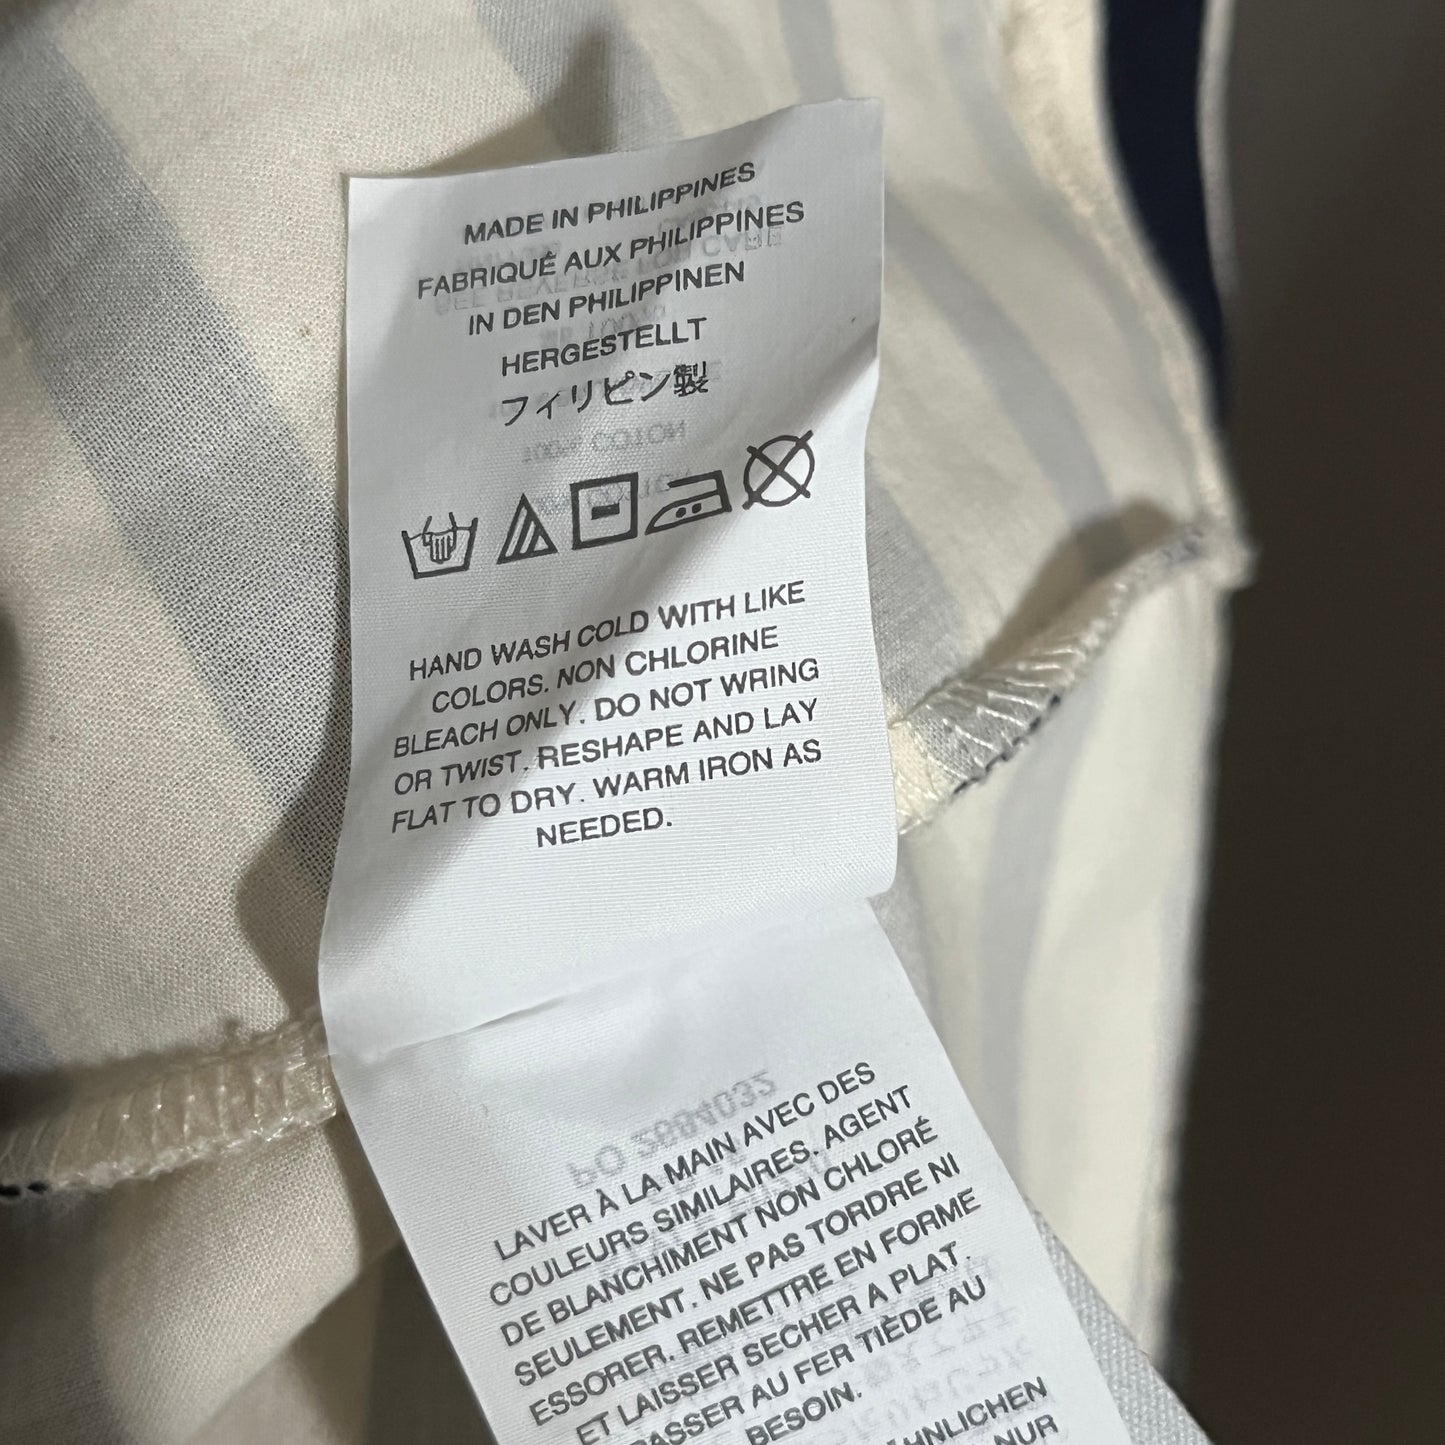 MADE IN PHILIPPINES
FABRIQUÉ AUX PHILIPPINES
IN DEN PHILIPPINEN
HERGESTELLT
フィリピン製
HAND WASH COLD WITH LIKE
COLORS. NON CHLORINE
BLEACH ONLY. DO NOT WRING
OR TWIST. RESHAPE AND LAY
FLAT TO DRY. WARM IRON AS
NEEDED.
LAVER À LA MAIN AVEC DES
COULEURS SIMILAIRES. AGENT
DE BLANCHIMENT NON CHLORÉ
SEULEMENT. NE PAS TORDRE NI
ESSORER. REMETTRE EN FORME
ET LAISSER SECHER A PLAT.
PASSER AU FER TIÈDE AU
BESOIN.
NUR